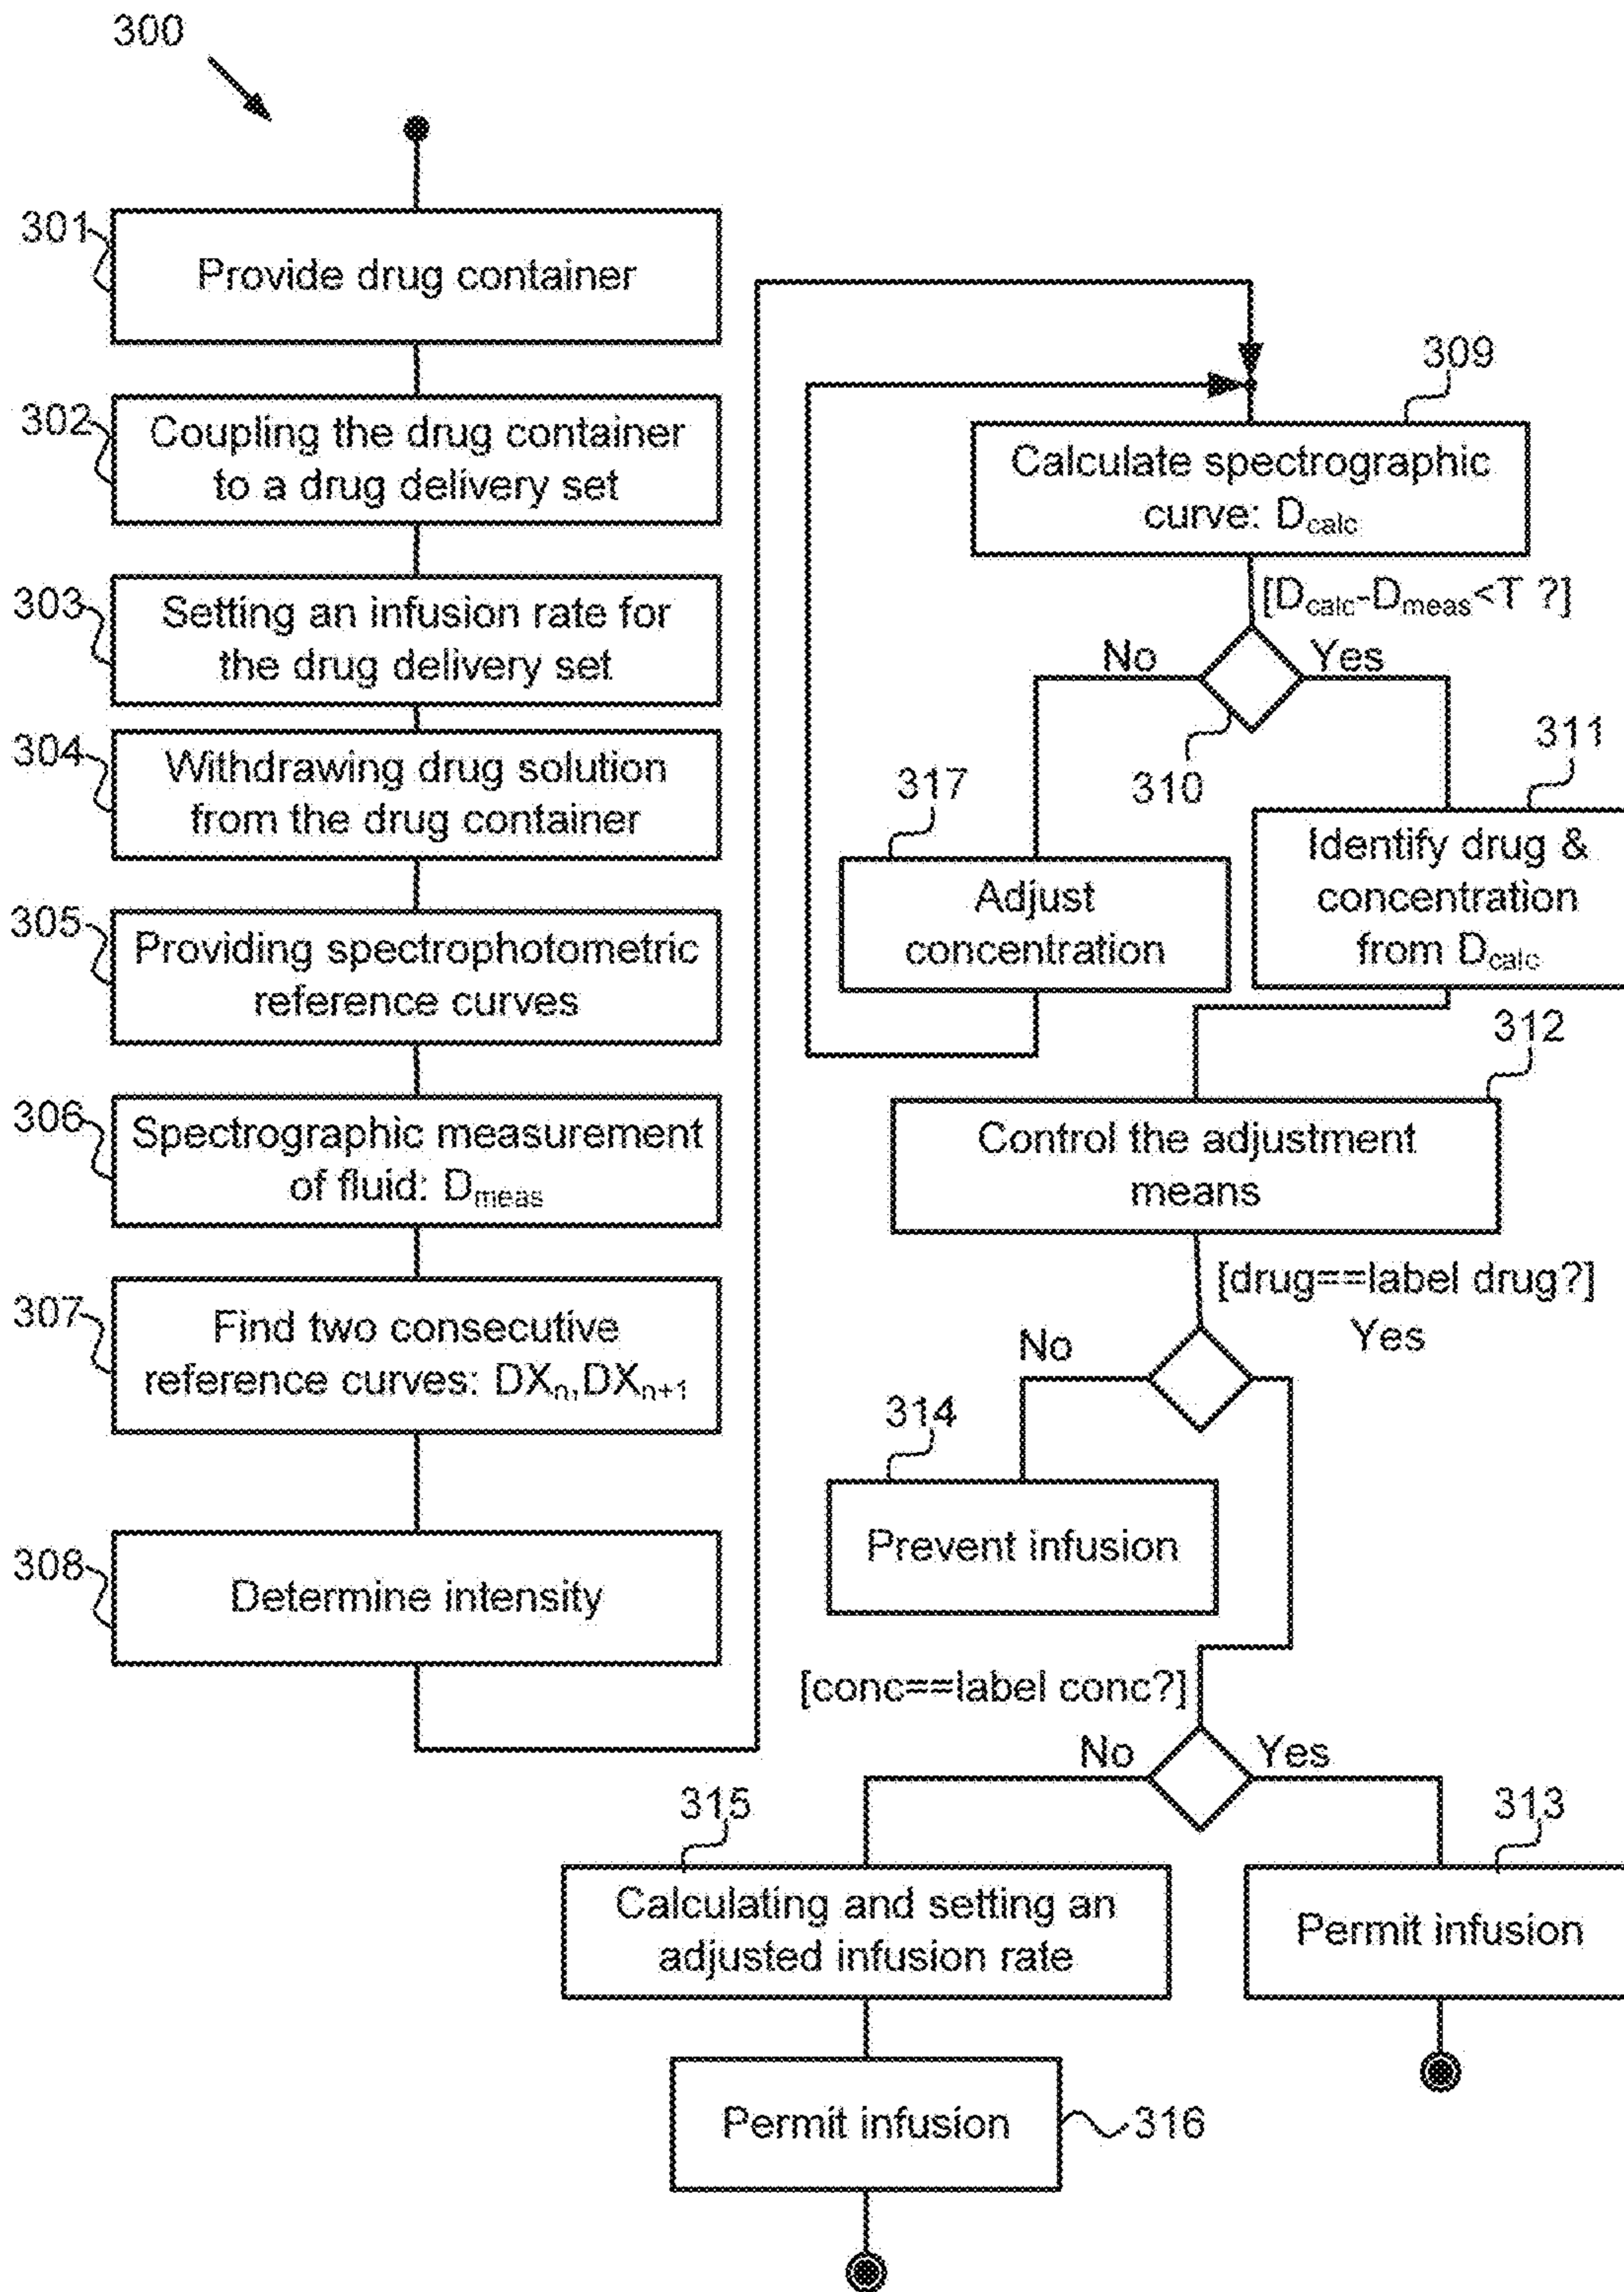 300
301
Provide drug container
302
Coupling the drug container
to a drug delivery set
303
Setting an infusion rate for
the drug delivery set
304
Withdrawing drug solution
from the drug container
305
Providing spectrophotometric
reference curves
306
Spectrographic measurement
of fluid: Dmeas
307
Find two consecutive
reference curves: DXn,DXn+1
308
Determine intensity
309
Calculate spectrographic
curve: Dcalc
[Dcalc-Dmeas<T ?]
No
Yes
310
311
Identify drug &
concentration
from Dcalc
317
Adjust
concentration
312
Control the adjustment
means
[drug==label drug?]
No
Yes
314
Prevent infusion
[conc==label conc?]
No
Yes
315
Calculating and setting an
adjusted infusion rate
313
Permit infusion
Permit infusion
316